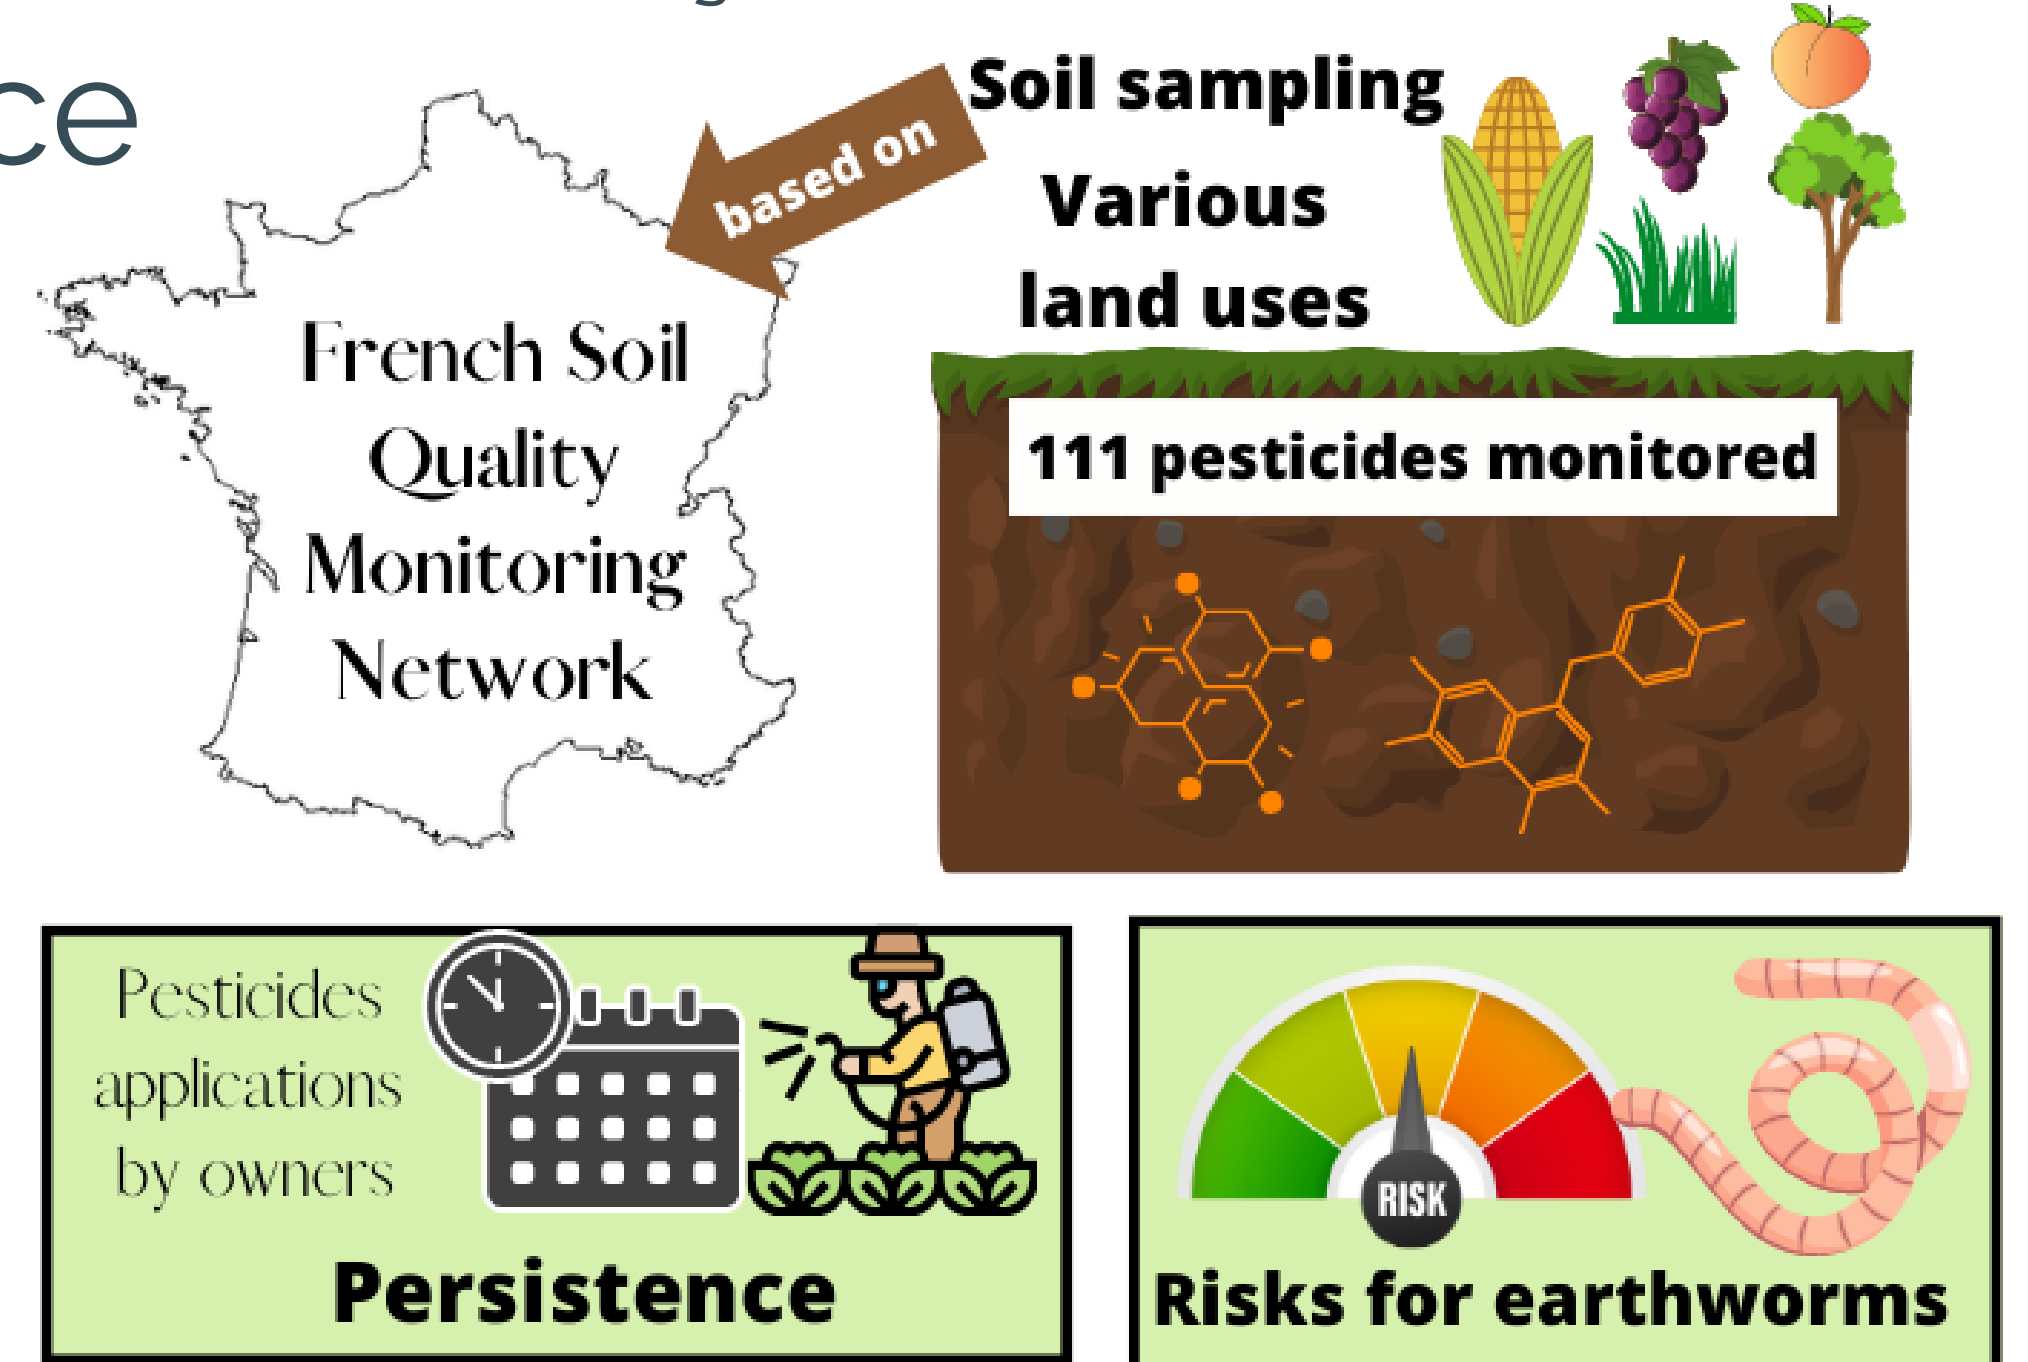 ce
French Soil
Quality
Monitoring
Network
based on
Soil sampling
Various
land uses
111 pesticides monitored
Pesticides
applications
by owners
Persistence
RISK
Risks for earthworms